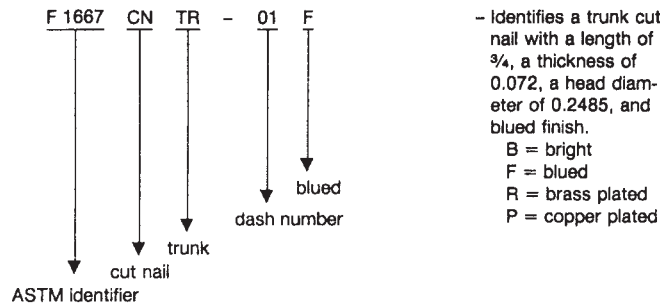 F 1667 CN TR – 01 F
blued
dash number
trunk
cut nail
ASTM identifier
– Identifies a trunk cut
nail with a length of
¾, a thickness of
0.072, a head diam-
eter of 0.2485, and
blued finish.
B = bright
F = blued
R = brass plated
P = copper plated